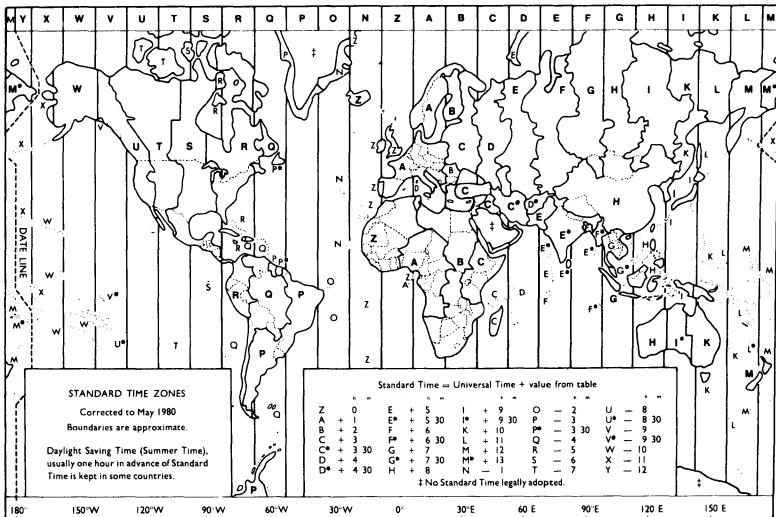 M Y X W V U T S R Q P O N Z A B C D E F G H I K L M
DATE LINE
STANDARD TIME ZONES
Corrected to May 1980
Boundaries are approximate.
Daylight Saving Time (Summer Time),
usually one hour in advance of Standard
Time is kept in some countries.
Standard Time = Universal Time + value from table
h m h m h m h m h m
Z 0 E + 5 I + 9 O − 2 U − 8
A + 1 E* + 5 30 I* + 9 30 P − 3 U* − 8 30
B + 2 F + 6 K + 10 P* − 3 30 V − 9
C + 3 F* + 6 30 L + 11 Q − 4 V* − 9 30
C* + 3 30 G + 7 M + 12 R − 5 W − 10
D + 4 G* + 7 30 M* + 13 S − 6 X − 11
D* + 4 30 H + 8 N − 1 T − 7 Y − 12
‡ No Standard Time legally adopted.
180° 150°W 120°W 90°W 60°W 30°W 0° 30°E 60°E 90°E 120°E 150°E 180°